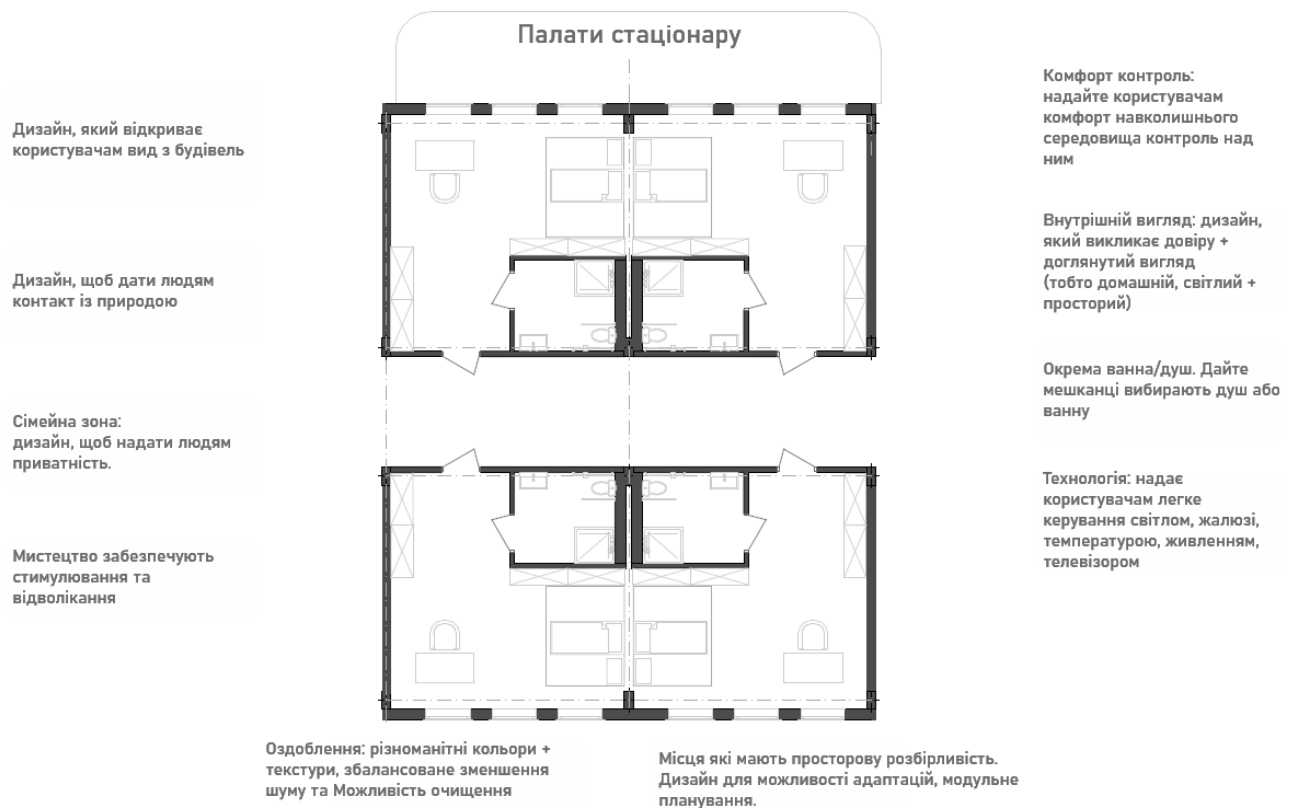 Палати стаціонару
Дизайн, який відкриває
користувачам вид з будівель
Дизайн, щоб дати людям
контакт із природою
Сімейна зона:
дизайн, щоб надати людям
приватність.
Мистецтво забезпечують
стимулювання та
відволікання
Комфорт контроль:
надайте користувачам
комфорт навколишнього
середовища контроль над
ним
Внутрішній вигляд: дизайн,
який викликає довіру +
доглянутий вигляд
(тобто домашній, світлий +
просторий)
Окрема ванна/душ. Дайте
мешканці вибирають душ або
ванну
Технологія: надає
користувачам легке
керування світлом, жалюзі,
температурою, живленням,
телевізором
Оздоблення: різноманітні кольори +
текстури, збалансоване зменшення
шуму та Можливість очищення
Місця які мають просторову розбірливість.
Дизайн для можливості адаптацій, модульне
планування.